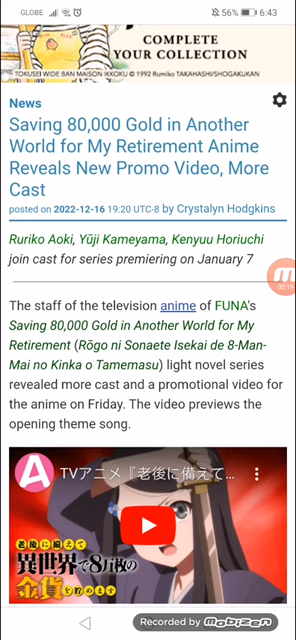 GLOBE 56% 6:43
COMPLETE
YOUR COLLECTION
TOKUSEI WIDE BAN MAISON IKKOKU © 1992 Rumiko TAKAHASHI/SHOGAKUKAN
News
Saving 80,000 Gold in Another
World for My Retirement Anime
Reveals New Promo Video, More
Cast
posted on 2022-12-16 19:20 UTC-8 by Crystalyn Hodgkins
Ruriko Aoki, Yūji Kameyama, Kenyuu Horiuchi
join cast for series premiering on January 7
00:19
The staff of the television anime of FUNA's
Saving 80,000 Gold in Another World for My
Retirement (Rōgo ni Sonaete Isekai de 8-Man-
Mai no Kinka o Tamemasu) light novel series
revealed more cast and a promotional video for
the anime on Friday. The video previews the
opening theme song.
TVアニメ『老後に備えて...
老後に備えて
異世界で8万枚の
金貨を貯めます
Recorded by mobizen